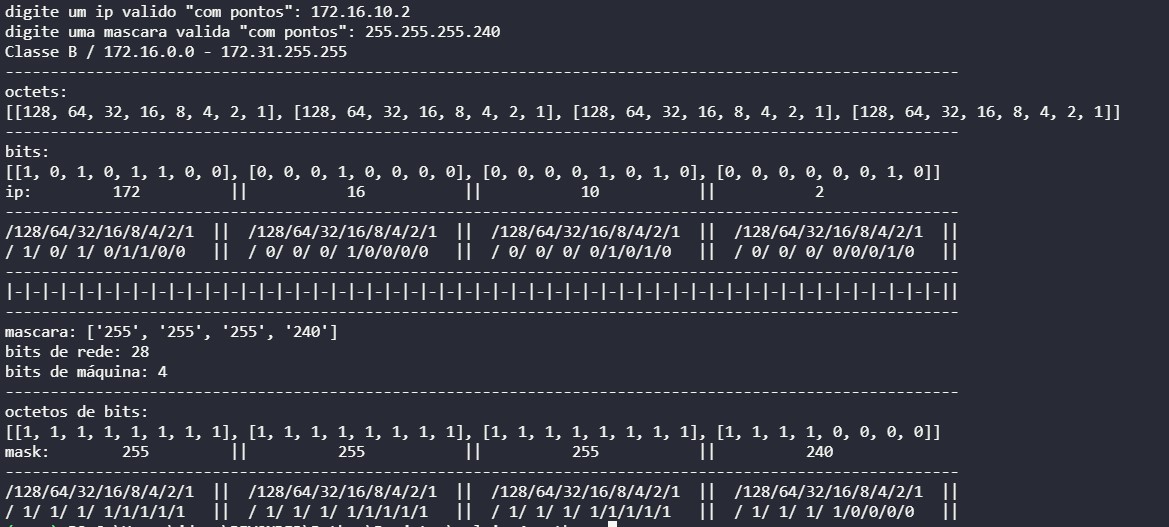 digite um ip valido "com pontos": 172.16.10.2
digite uma mascara valida "com pontos": 255.255.255.240
Classe B / 172.16.0.0 - 172.31.255.255
----------------------------------------------------------------------------------------------------------
octets:
[[128, 64, 32, 16, 8, 4, 2, 1], [128, 64, 32, 16, 8, 4, 2, 1], [128, 64, 32, 16, 8, 4, 2, 1], [128, 64, 32, 16, 8, 4, 2, 1]]
----------------------------------------------------------------------------------------------------------
bits:
[[1, 0, 1, 0, 1, 1, 0, 0], [0, 0, 0, 1, 0, 0, 0, 0], [0, 0, 0, 0, 1, 0, 1, 0], [0, 0, 0, 0, 0, 0, 1, 0]]
ip:         172          ||           16           ||           10           ||           2
----------------------------------------------------------------------------------------------------------
/128/64/32/16/8/4/2/1  ||  /128/64/32/16/8/4/2/1  ||  /128/64/32/16/8/4/2/1  ||  /128/64/32/16/8/4/2/1  ||
/ 1/ 0/ 1/ 0/1/1/0/0   ||  / 0/ 0/ 0/ 1/0/0/0/0   ||  / 0/ 0/ 0/ 0/1/0/1/0   ||  / 0/ 0/ 0/ 0/0/0/1/0   ||
----------------------------------------------------------------------------------------------------------
|-|-|-|-|-|-|-|-|-|-|-|-|-|-|-|-|-|-|-|-|-|-|-|-|-|-|-|-|-|-|-|-|-|-|-|-|-|-|-|-|-|-|-|-|-|-|-|-|-|-|-|-||
----------------------------------------------------------------------------------------------------------
mascara: ['255', '255', '255', '240']
bits de rede: 28
bits de máquina: 4
----------------------------------------------------------------------------------------------------------
octetos de bits:
[[1, 1, 1, 1, 1, 1, 1, 1], [1, 1, 1, 1, 1, 1, 1, 1], [1, 1, 1, 1, 1, 1, 1, 1], [1, 1, 1, 1, 0, 0, 0, 0]]
mask:        255         ||          255           ||          255           ||          240
----------------------------------------------------------------------------------------------------------
/128/64/32/16/8/4/2/1  ||  /128/64/32/16/8/4/2/1  ||  /128/64/32/16/8/4/2/1  ||  /128/64/32/16/8/4/2/1  ||
/ 1/ 1/ 1/ 1/1/1/1/1   ||  / 1/ 1/ 1/ 1/1/1/1/1   ||  / 1/ 1/ 1/ 1/1/1/1/1   ||  / 1/ 1/ 1/ 1/0/0/0/0   ||